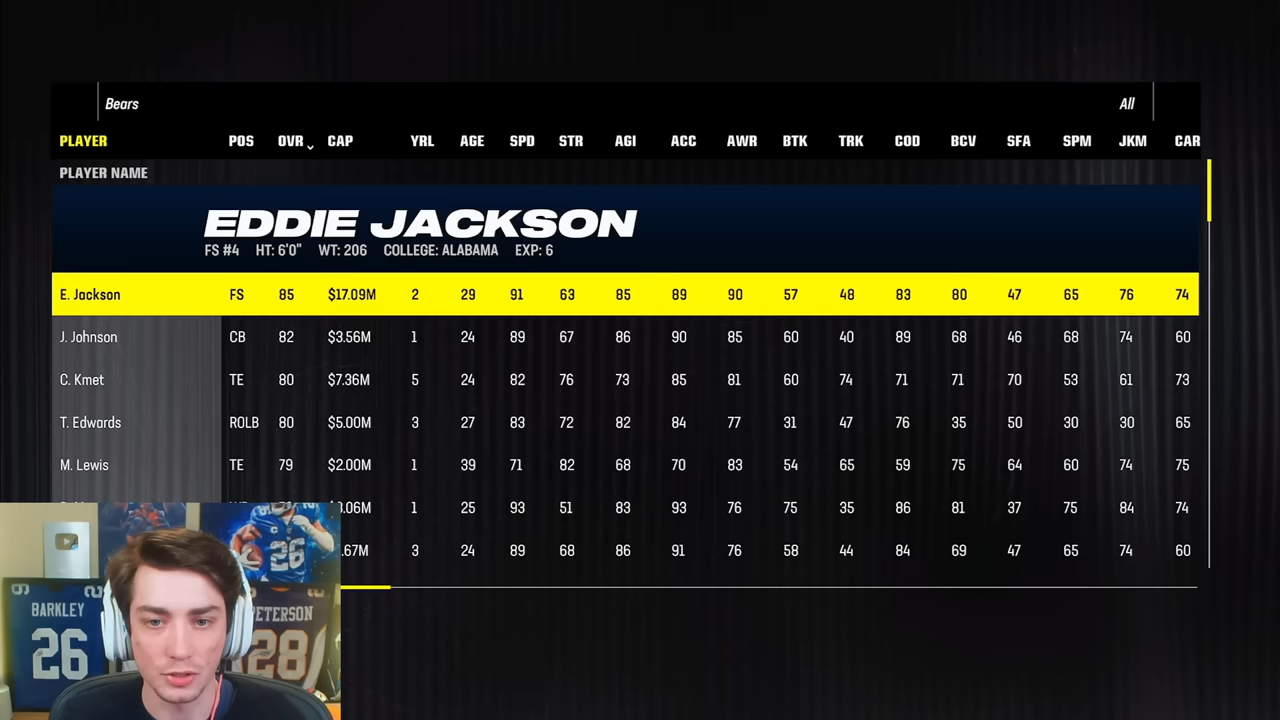 Bears All
PLAYER POS OVR CAP YRL AGE SPD STR AGI ACC AWR BTK TRK COD BCV SFA SPM JKM CAR
PLAYER NAME
EDDIE JACKSON
FS #4 HT: 6'0" WT: 206 COLLEGE: ALABAMA EXP: 6
E. Jackson FS 85 $17.09M 2 29 91 63 85 89 90 57 48 83 80 47 65 76 74
J. Johnson CB 82 $3.56M 1 24 89 67 86 90 85 60 40 89 68 46 68 74 60
C. Kmet TE 80 $7.36M 5 24 82 76 73 85 81 60 74 71 71 70 53 61 73
T. Edwards ROLB 80 $5.00M 3 27 83 72 82 84 77 31 47 76 35 50 30 30 65
M. Lewis TE 79 $2.00M 1 39 71 82 68 70 83 54 65 59 75 64 60 74 75
.06M 1 25 93 51 83 93 76 75 35 86 81 37 75 84 74
.67M 3 24 89 68 86 91 76 58 44 84 69 47 65 74 60
26
BARKLEY
26
PETERSON
28